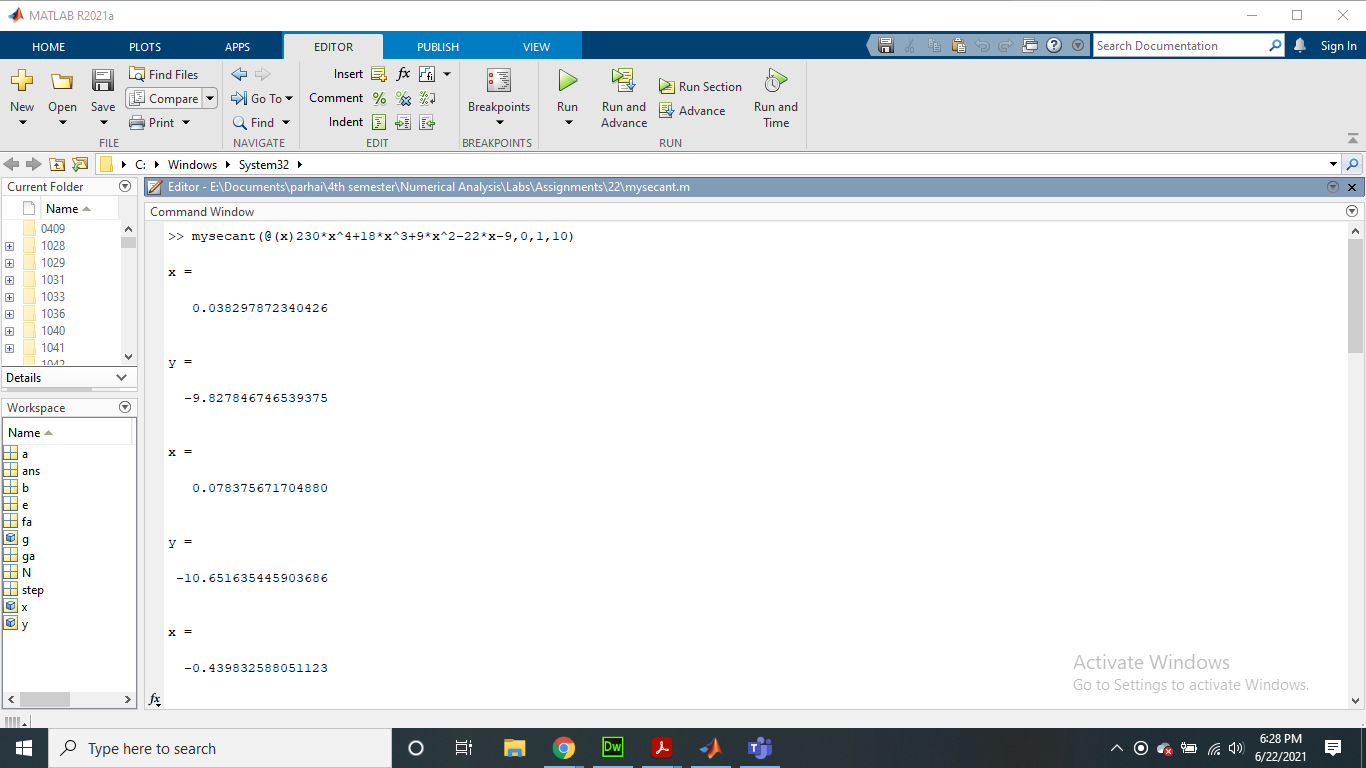 MATLAB R2021a
HOME PLOTS APPS EDITOR PUBLISH VIEW Search Documentation Sign In
Find Files Insert fx
Compare Go To Comment Run Section
New Open Save Print Find Indent Breakpoints Run Run and Advance Advance Run and Time
FILE NAVIGATE EDIT BREAKPOINTS RUN
C: Windows System32
Current Folder
Name
0409
1028
1029
1031
1033
1036
1040
1041
1042
Details
Workspace
Name
a
ans
b
e
fa
g
ga
N
step
x
y
Editor - E:\Documents\parhai\4th semester\Numerical Analysis\Labs\Assignments\22\mysecant.m
Command Window
>> mysecant(@(x)230*x^4+18*x^3+9*x^2-22*x-9,0,1,10)
x =
0.038297872340426
y =
-9.827846746539375
x =
0.078375671704880
y =
-10.651635445903686
x =
-0.439832588051123
fx
Activate Windows
Go to Settings to activate Windows.
Type here to search
Dw
6:28 PM
6/22/2021